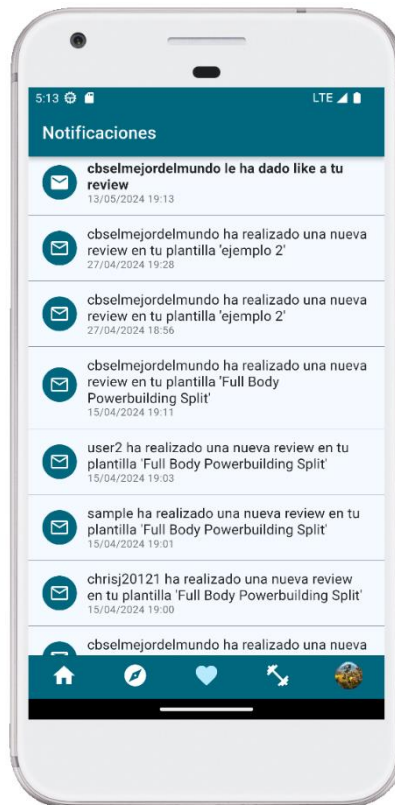 5:13
LTE
Notificaciones
cbselmejordelmundo le ha dado like a tu
review
13/05/2024 19:13
cbselmejordelmundo ha realizado una nueva
review en tu plantilla 'ejemplo 2'
27/04/2024 19:28
cbselmejordelmundo ha realizado una nueva
review en tu plantilla 'ejemplo 2'
27/04/2024 18:56
cbselmejordelmundo ha realizado una nueva
review en tu plantilla 'Full Body
Powerbuilding Split'
15/04/2024 19:11
user2 ha realizado una nueva review en tu
plantilla 'Full Body Powerbuilding Split'
15/04/2024 19:03
sample ha realizado una nueva review en tu
plantilla 'Full Body Powerbuilding Split'
15/04/2024 19:01
chrisj20121 ha realizado una nueva review
en tu plantilla 'Full Body Powerbuilding Split'
15/04/2024 19:00
cbselmejordelmundo ha realizado una nueva